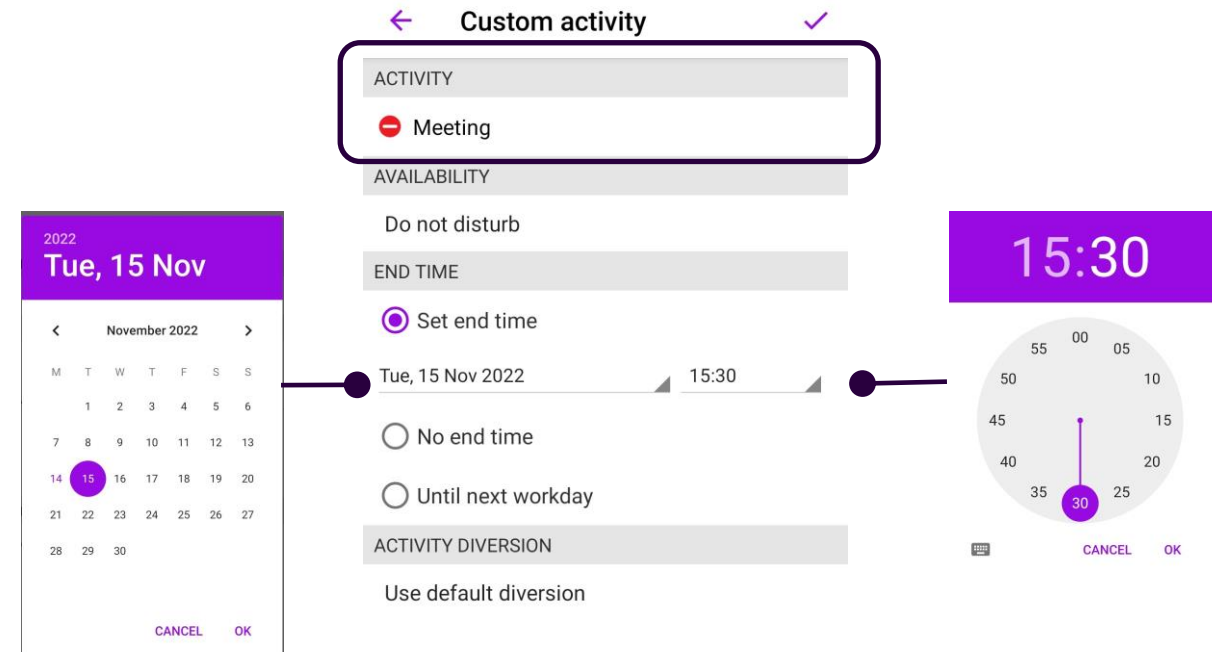 Custom activity
ACTIVITY
Meeting
AVAILABILITY
Do not disturb
END TIME
Set end time
Tue, 15 Nov 2022 15:30
No end time
Until next workday
ACTIVITY DIVERSION
Use default diversion
2022
Tue, 15 Nov
November 2022
M T W T F S S
1 2 3 4 5 6
7 8 9 10 11 12 13
14 15 16 17 18 19 20
21 22 23 24 25 26 27
28 29 30
CANCEL OK
15:30
00
55 05
50 10
45 15
40 20
35 25
30
CANCEL OK